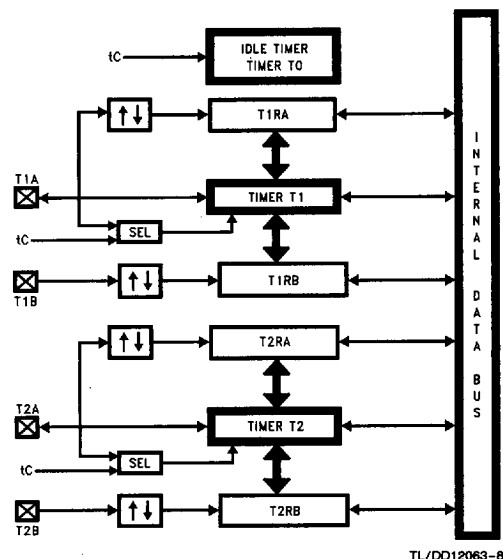 tC
IDLE TIMER
TIMER T0
T1RA
T1A
TIMER T1
tC
SEL
T1B
T1RB
T2RA
T2A
TIMER T2
tC
SEL
T2B
T2RB
INTERNAL DATA BUS
TL/DD12063-8